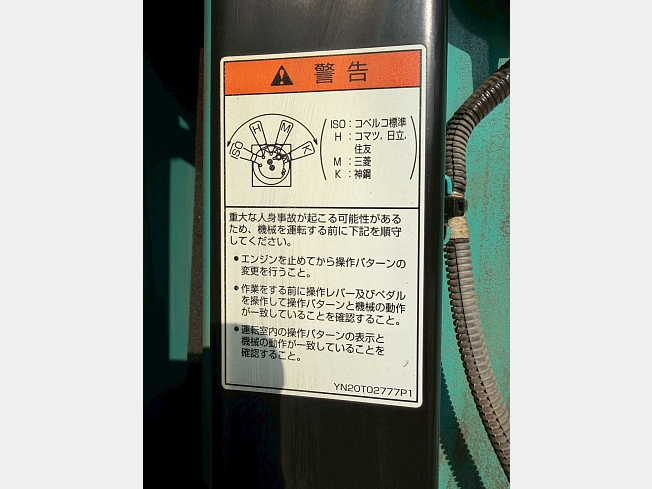 警告
ISO
H
M
K
ISO：コベルコ標準
H：コマツ，日立，
住友
M：三菱
K：神鋼
重大な人身事故が起こる可能性がある
ため、機械を運転する前に下記を順守
してください。
●エンジンを止めてから操作パターンの
変更を行うこと。
●作業をする前に操作レバー及びペダル
を操作して操作パターンと機械の動作
が一致していることを確認すること。
●運転室内の操作パターンの表示と
機械の動作が一致していることを
確認すること。
YN20T02777P1